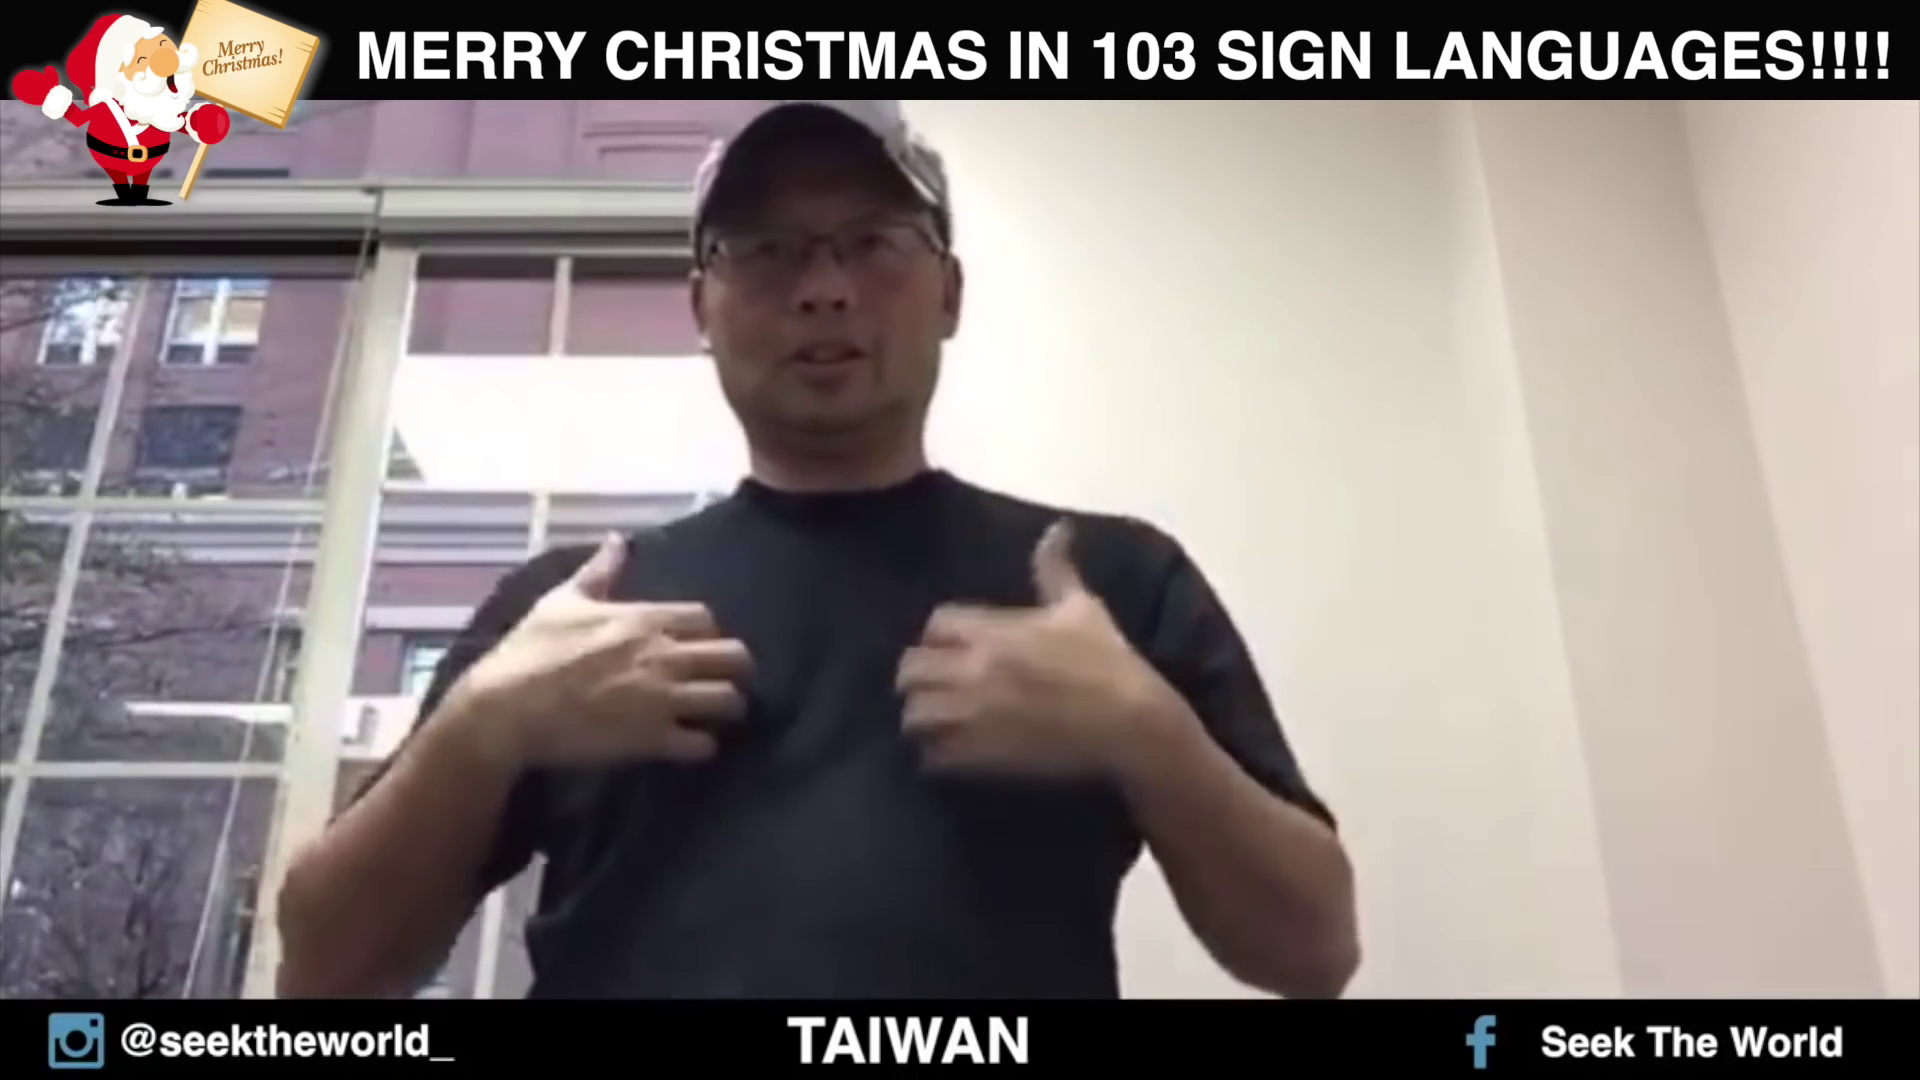 Merry
Christmas!
MERRY CHRISTMAS IN 103 SIGN LANGUAGES!!!!
@seektheworld_
TAIWAN
Seek The World